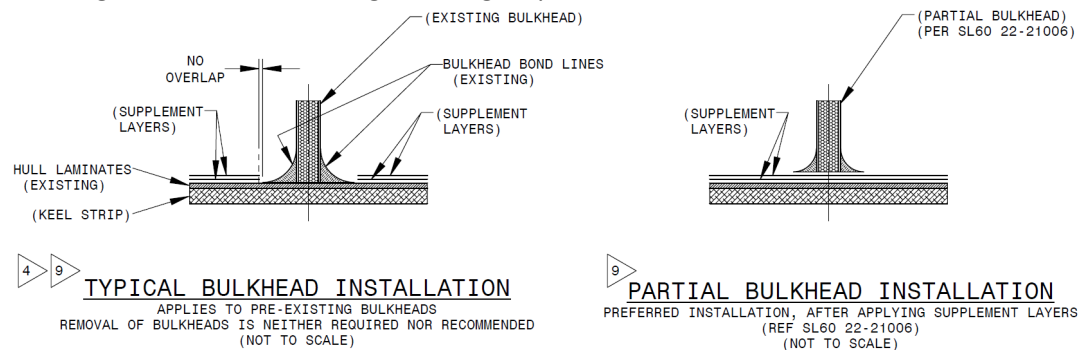 (EXISTING BULKHEAD)
NO
OVERLAP
BULKHEAD BOND LINES
(EXISTING)
(SUPPLEMENT
LAYERS)
(SUPPLEMENT
LAYERS)
HULL LAMINATES
(EXISTING)
(KEEL STRIP)
4
9
TYPICAL BULKHEAD INSTALLATION
APPLIES TO PRE-EXISTING BULKHEADS
REMOVAL OF BULKHEADS IS NEITHER REQUIRED NOR RECOMMENDED
(NOT TO SCALE)
(PARTIAL BULKHEAD)
(PER SL60 22-21006)
(SUPPLEMENT
LAYERS)
9
PARTIAL BULKHEAD INSTALLATION
PREFERRED INSTALLATION, AFTER APPLYING SUPPLEMENT LAYERS
(REF SL60 22-21006)
(NOT TO SCALE)